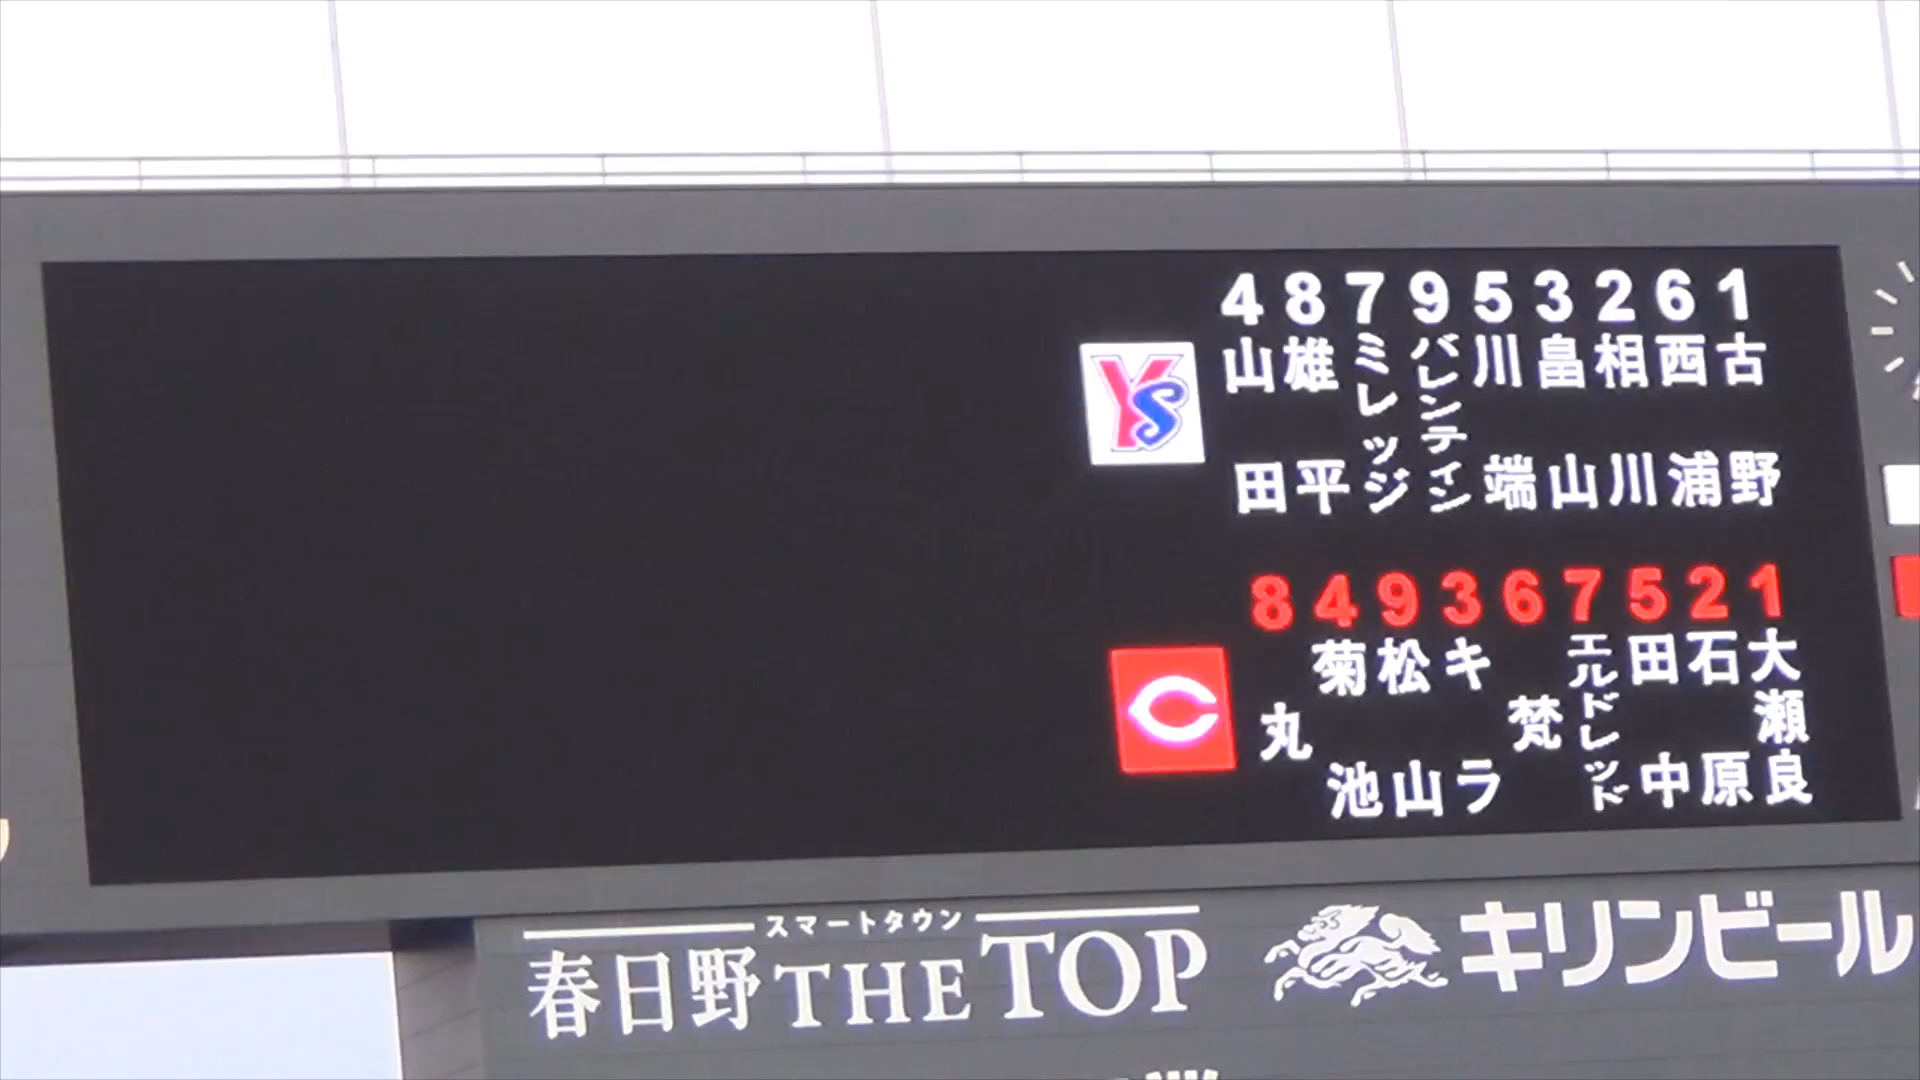 4 8 7 9 5 3 2 6 1
YS
山田
雄平
ミレッジ
バレンティン
川端
畠山
相川
西浦
古野
8 4 9 3 6 7 5 2 1
C
丸
菊池
松山
キラ
梵
エルドレッド
田中
石原
大瀬良
スマートタウン
春日野THE TOP
キリンビール